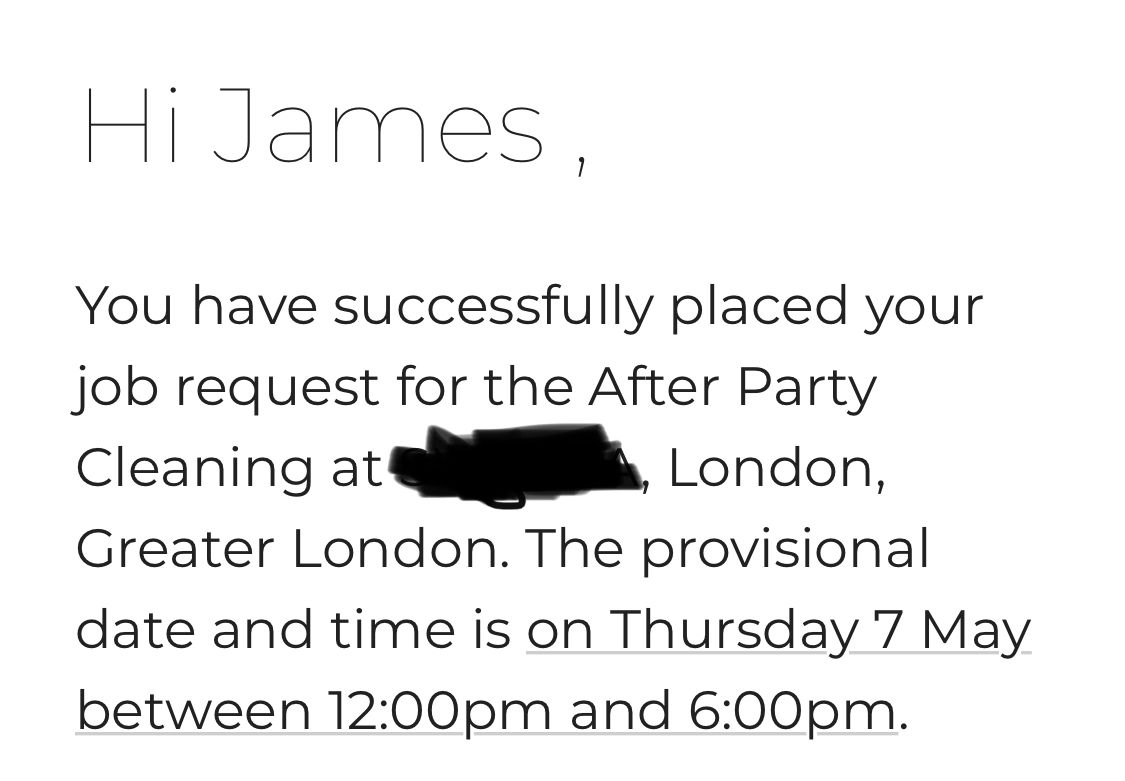 Hi James ,
You have successfully placed your
job request for the After Party
Cleaning at , London,
Greater London. The provisional
date and time is on Thursday 7 May
between 12:00pm and 6:00pm.